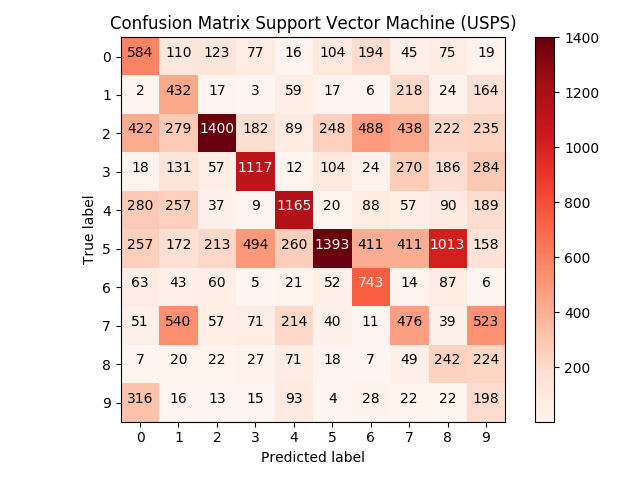 Confusion Matrix Support Vector Machine (USPS)
0 584 110 123 77 16 104 194 45 75 19
1 2 432 17 3 59 17 6 218 24 164
2 422 279 1400 182 89 248 488 438 222 235
3 18 131 57 1117 12 104 24 270 186 284
4 280 257 37 9 1165 20 88 57 90 189
5 257 172 213 494 260 1393 411 411 1013 158
6 63 43 60 5 21 52 743 14 87 6
7 51 540 57 71 214 40 11 476 39 523
8 7 20 22 27 71 18 7 49 242 224
9 316 16 13 15 93 4 28 22 22 198
0 1 2 3 4 5 6 7 8 9
True label
Predicted label
1400
1200
1000
800
600
400
200